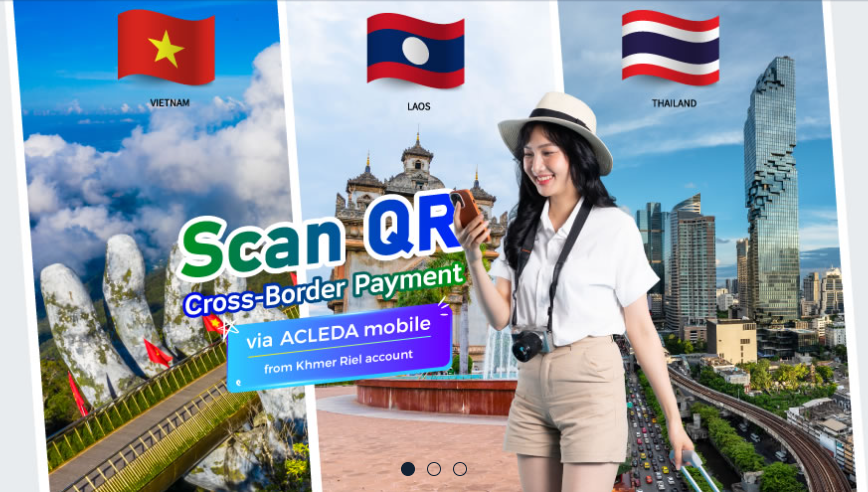 VIETNAM
LAOS
THAILAND
Scan QR
Cross-Border Payment
via ACLEDA mobile
from Khmer Riel account